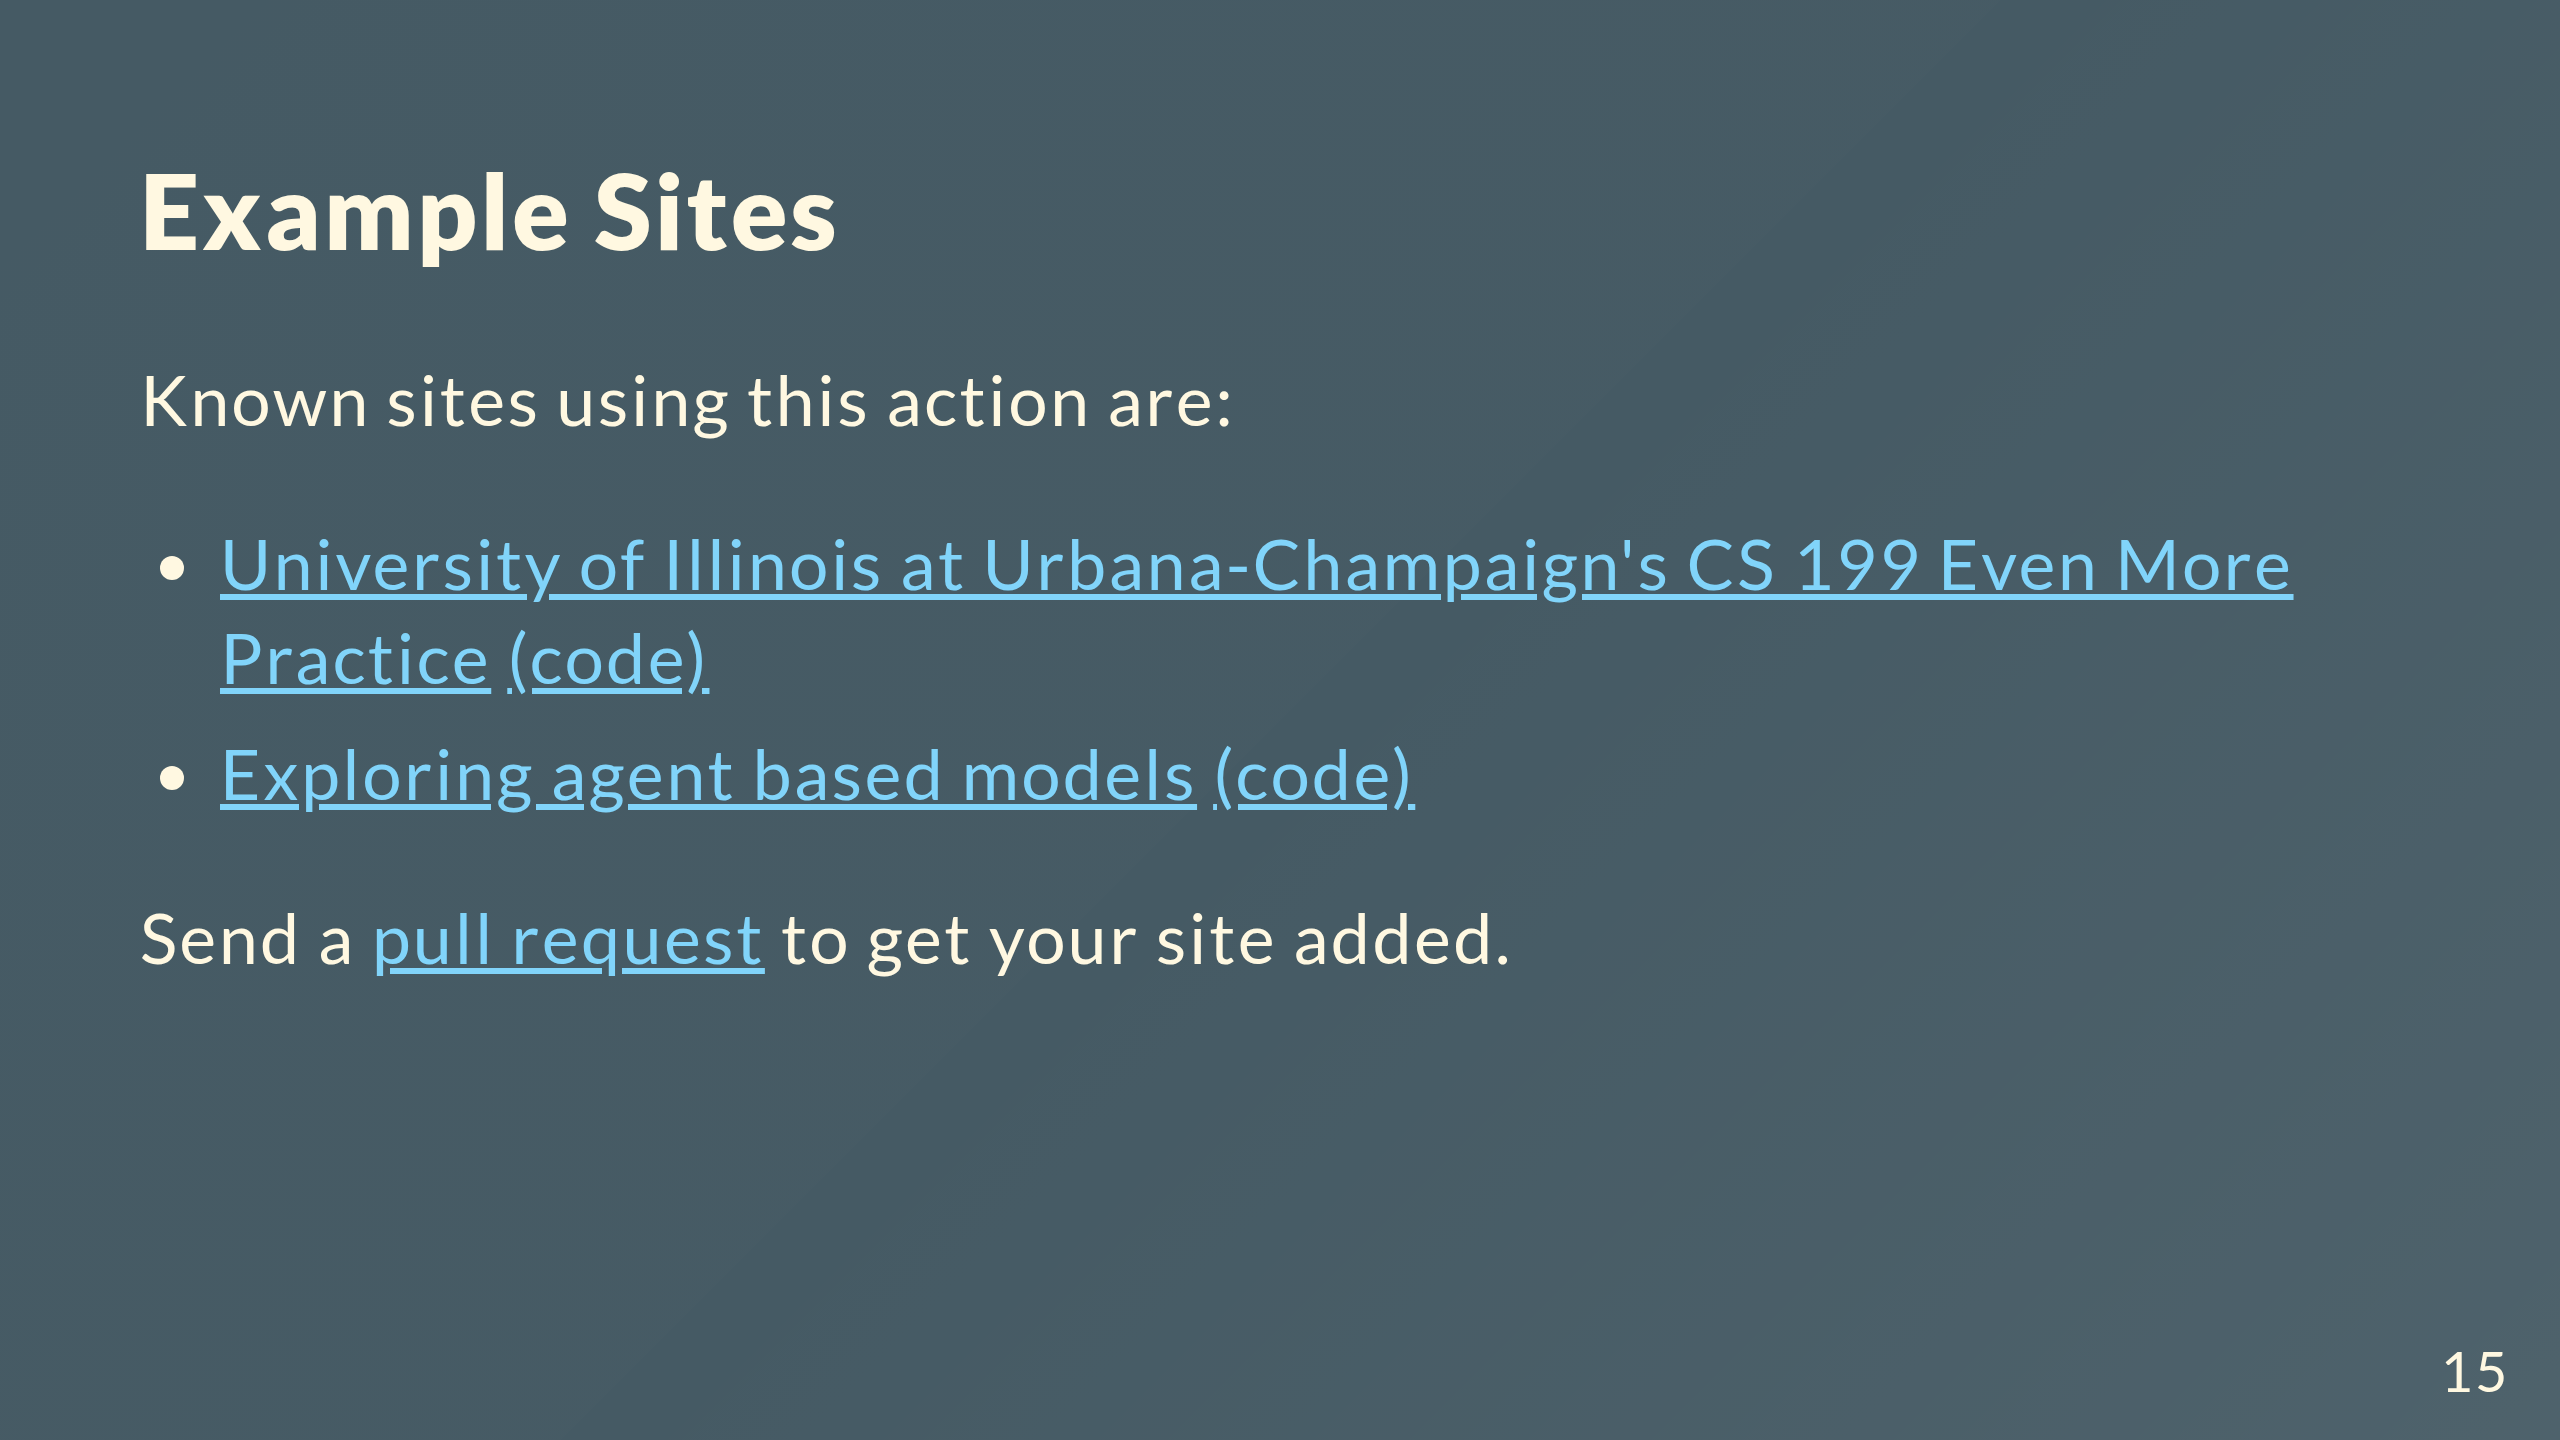 Example Sites
Known sites using this action are:
• University of Illinois at Urbana-Champaign's CS 199 Even More
Practice (code)
• Exploring agent based models (code)
Send a pull request to get your site added.
15